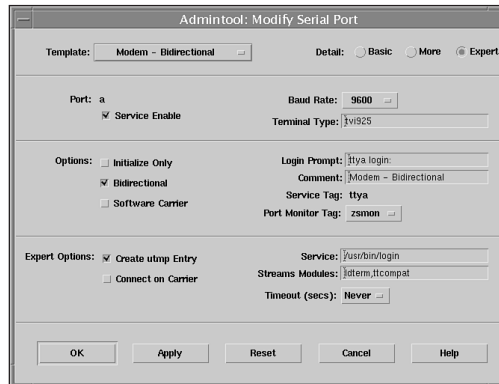 Admintool: Modify Serial Port
Template: Modem – Bidirectional
Detail: Basic More Expert
Port: a
Service Enable
Baud Rate: 9600
Terminal Type: tvi925
Options: Initialize Only
Bidirectional
Software Carrier
Login Prompt: ttya login:
Comment: Modem – Bidirectional
Service Tag: ttya
Port Monitor Tag: zsmon
Expert Options: Create utmp Entry
Connect on Carrier
Service: /usr/bin/login
Streams Modules: ldterm,ttcompat
Timeout (secs): Never
OK Apply Reset Cancel Help